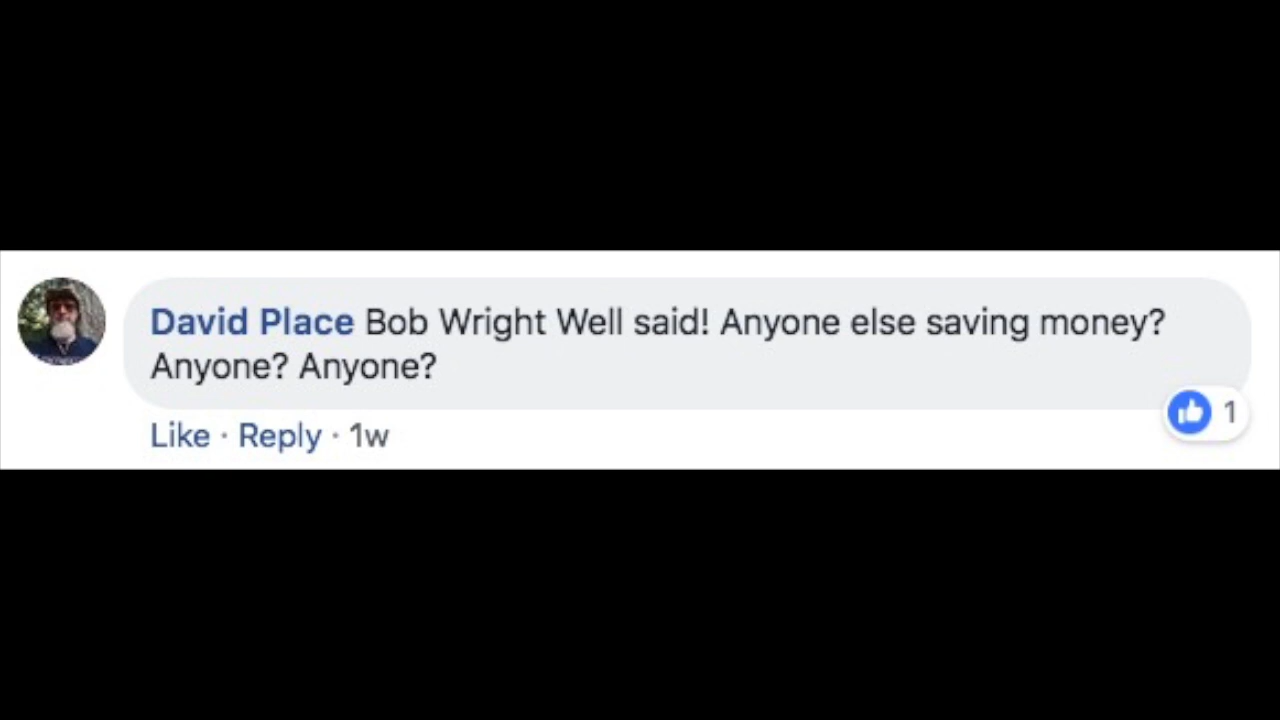 David Place Bob Wright Well said! Anyone else saving money?
Anyone? Anyone?
1
Like · Reply · 1w